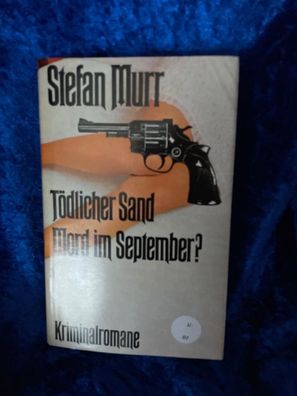 Stefan Murr
Tödlicher Sand
Mord im September?
Kriminalromane